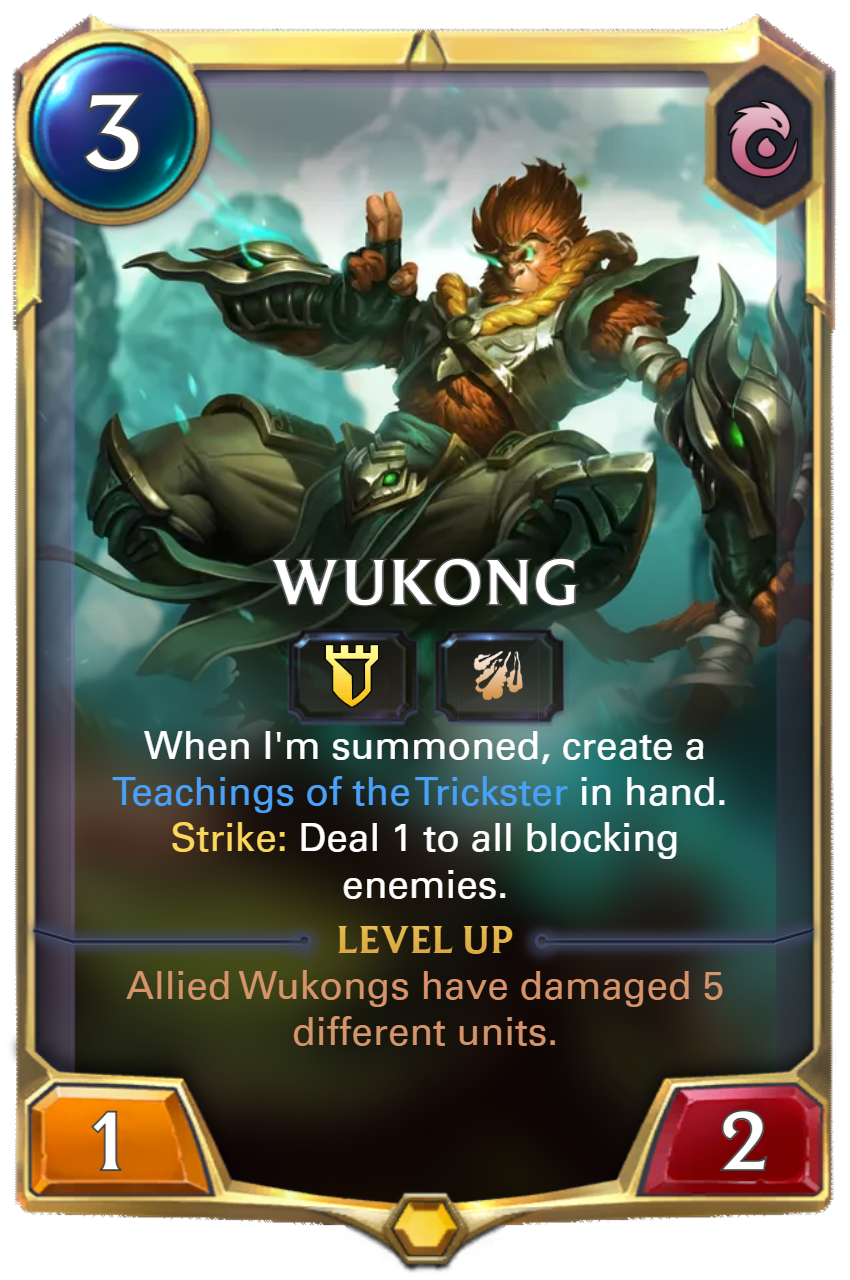 3
WUKONG
When I'm summoned, create a
Teachings of the Trickster in hand.
Strike: Deal 1 to all blocking
enemies.
LEVEL UP
Allied Wukongs have damaged 5
different units.
1
2